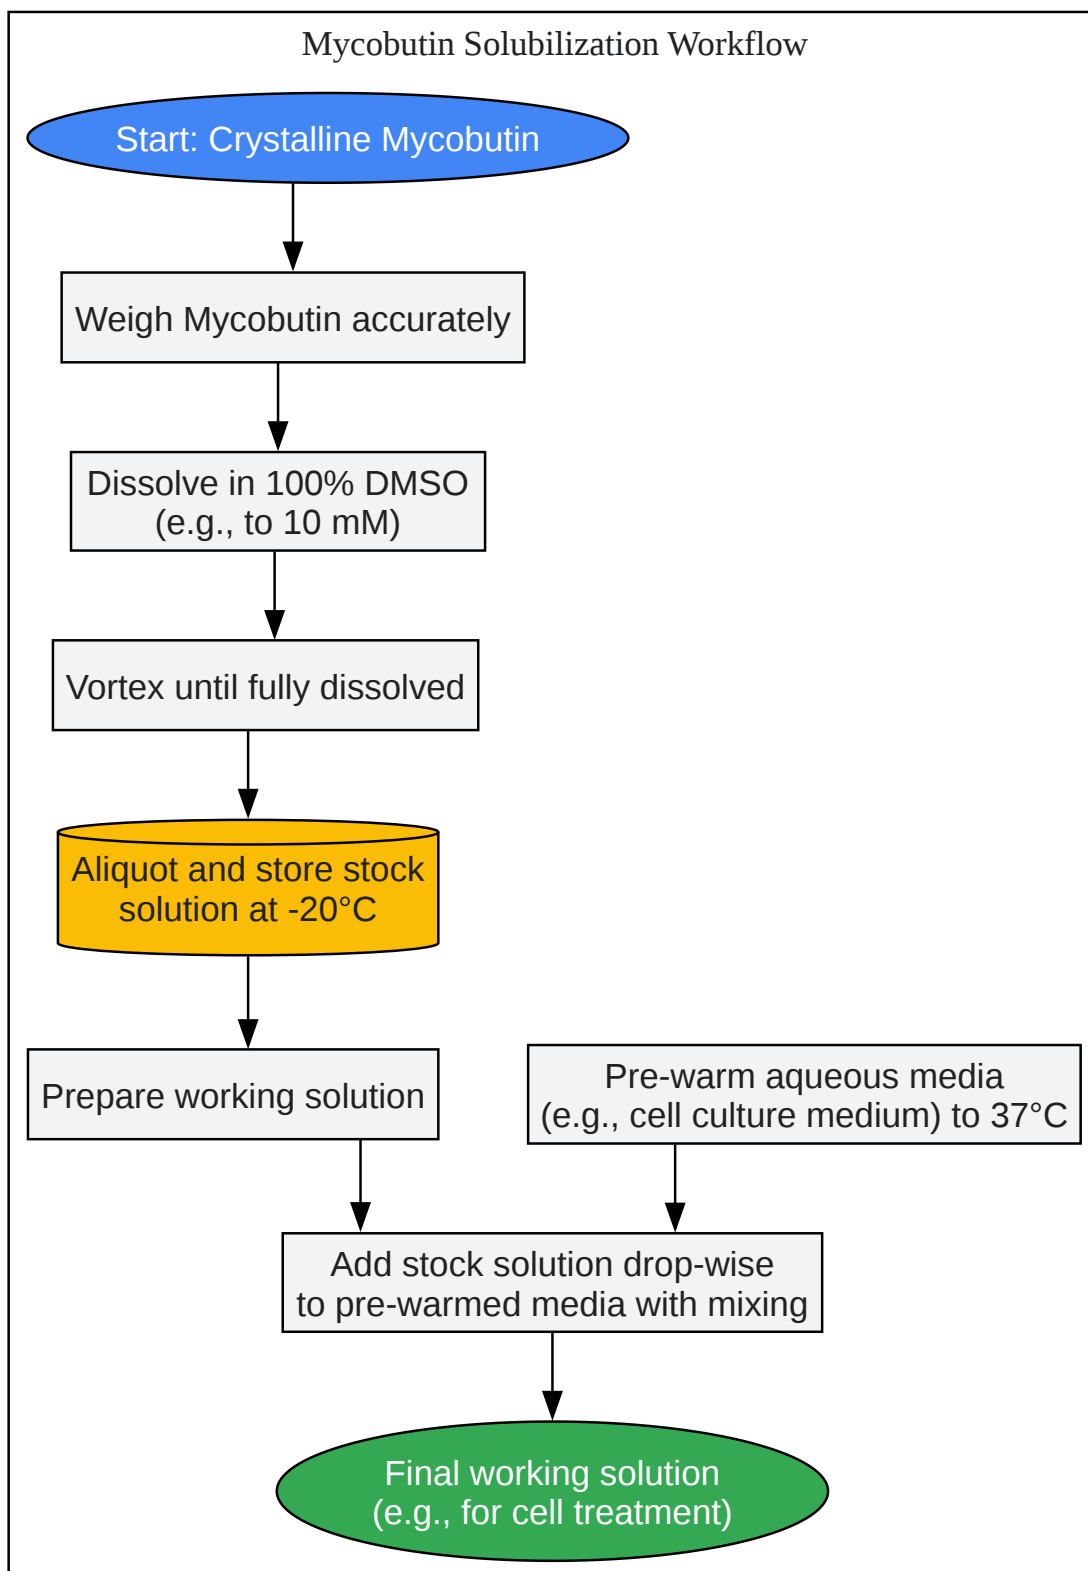 Mycobutin Solubilization Workflow
Start: Crystalline Mycobutin
Weigh Mycobutin accurately
Dissolve in 100% DMSO
(e.g., to 10 mM)
Vortex until fully dissolved
Aliquot and store stock
solution at -20°C
Prepare working solution
Pre-warm aqueous media
(e.g., cell culture medium) to 37°C
Add stock solution drop-wise
to pre-warmed media with mixing
Final working solution
(e.g., for cell treatment)